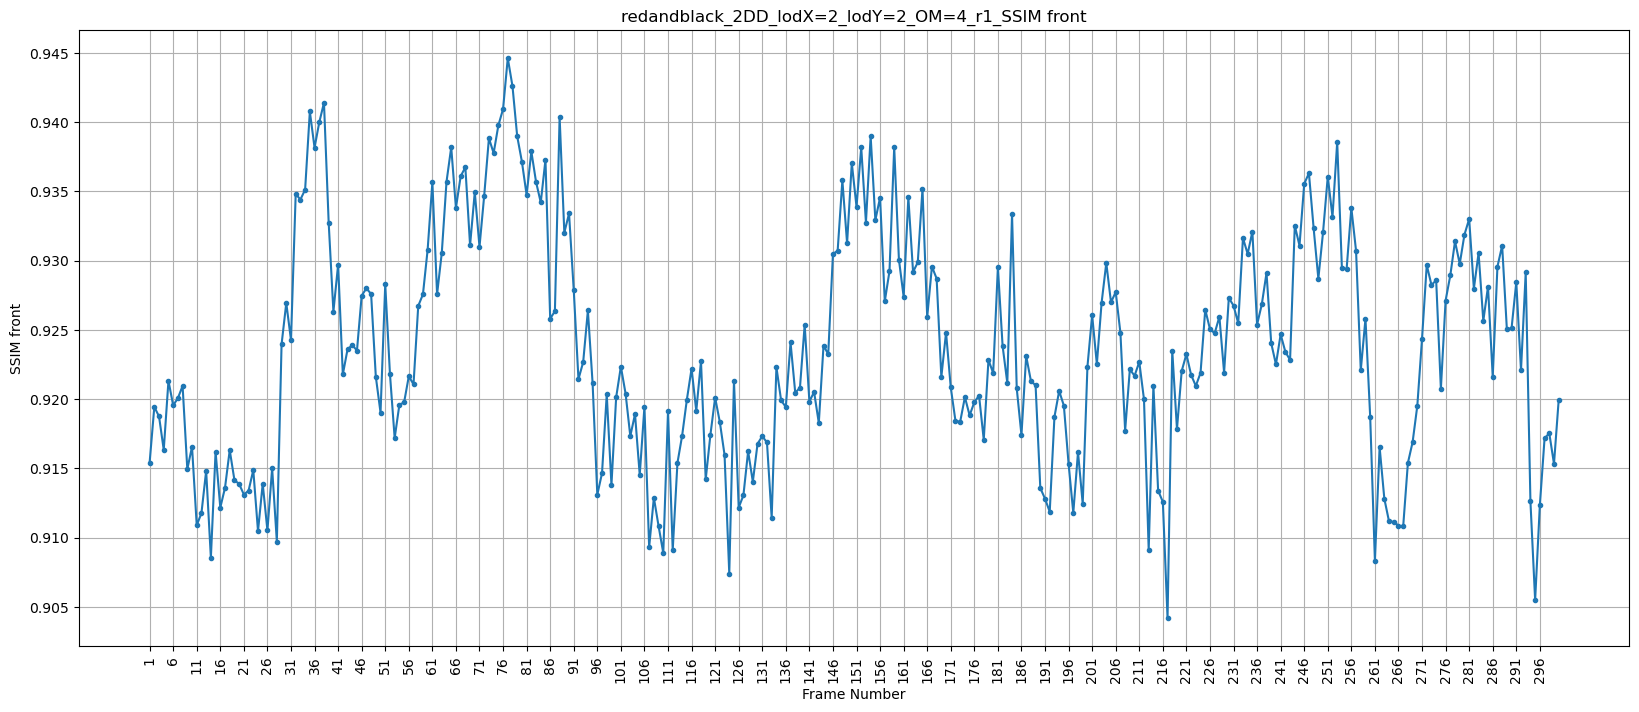 redandblack_2DD_lodX=2_lodY=2_OM=4_r1_SSIM front
SSIM front
0.945
0.940
0.935
0.930
0.925
0.920
0.915
0.910
0.905
1 6 11 16 21 26 31 36 41 46 51 56 61 66 71 76 81 86 91 96 101 106 111 116 121 126 131 136 141 146 151 156 161 166 171 176 181 186 191 196 201 206 211 216 221 226 231 236 241 246 251 256 261 266 271 276 281 286 291 296
Frame Number